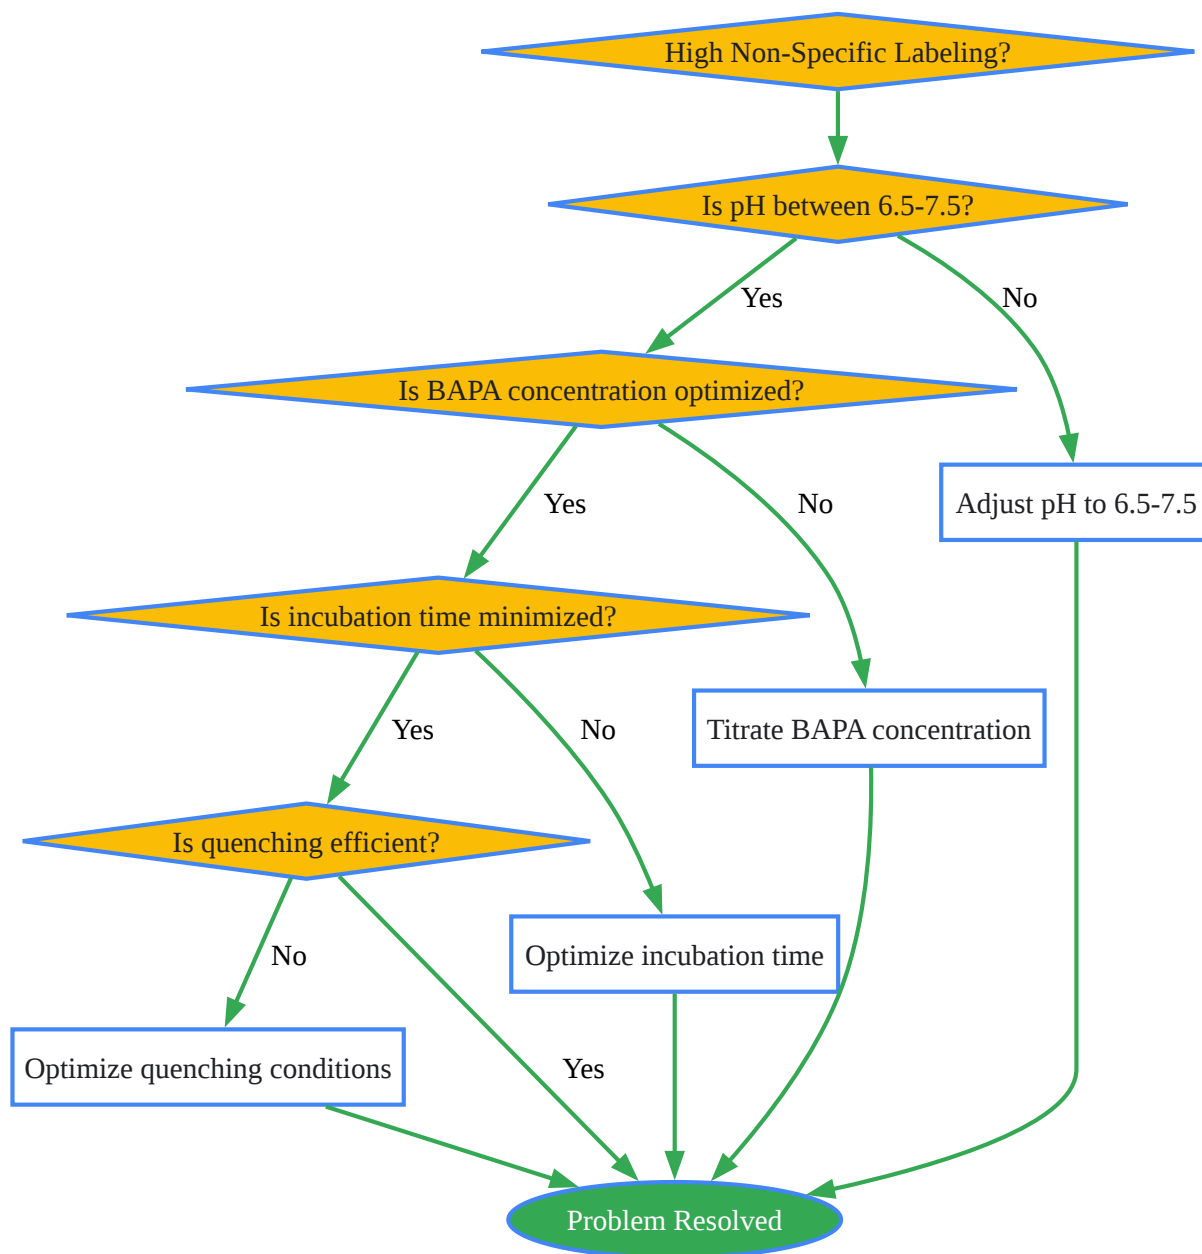 High Non-Specific Labeling?
Is pH between 6.5-7.5?
Yes
No
Is BAPA concentration optimized?
Yes
No
Adjust pH to 6.5-7.5
Is incubation time minimized?
Yes
No
Titrate BAPA concentration
Is quenching efficient?
No
Optimize incubation time
Optimize quenching conditions
Yes
Problem Resolved